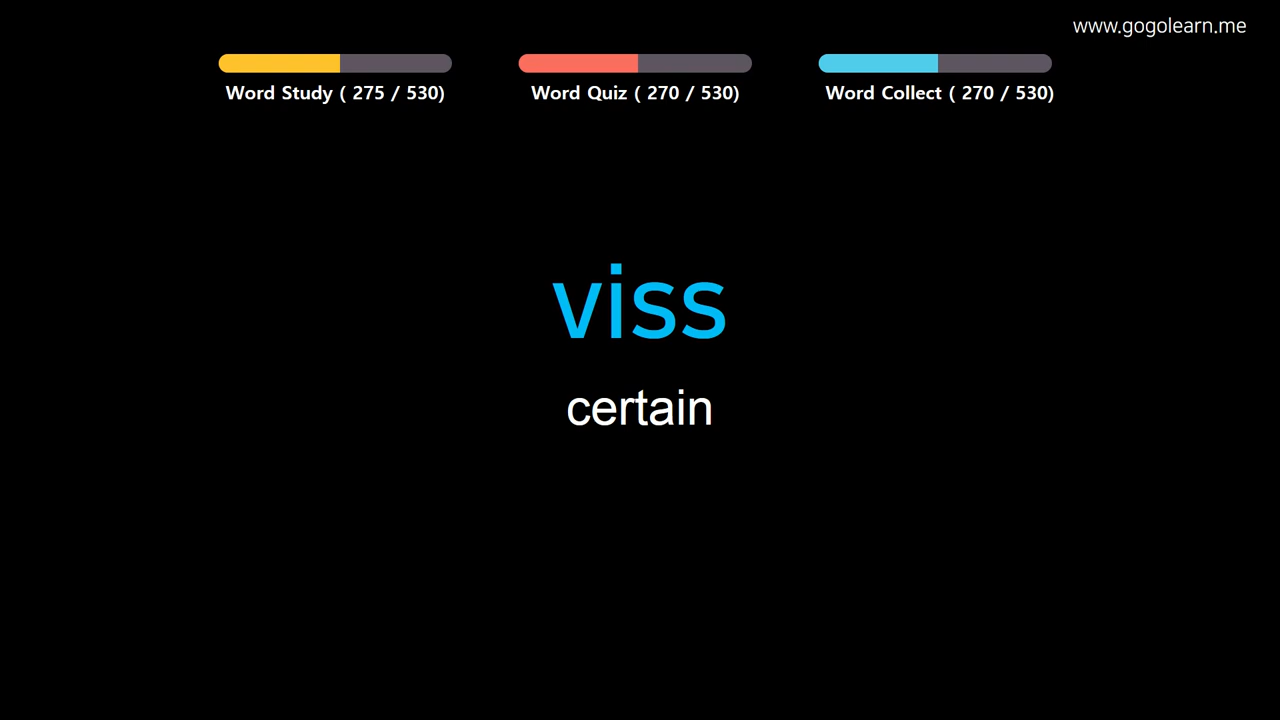 www.gogolearn.me
Word Study ( 275 / 530)
Word Quiz ( 270 / 530)
Word Collect ( 270 / 530)
viss
certain